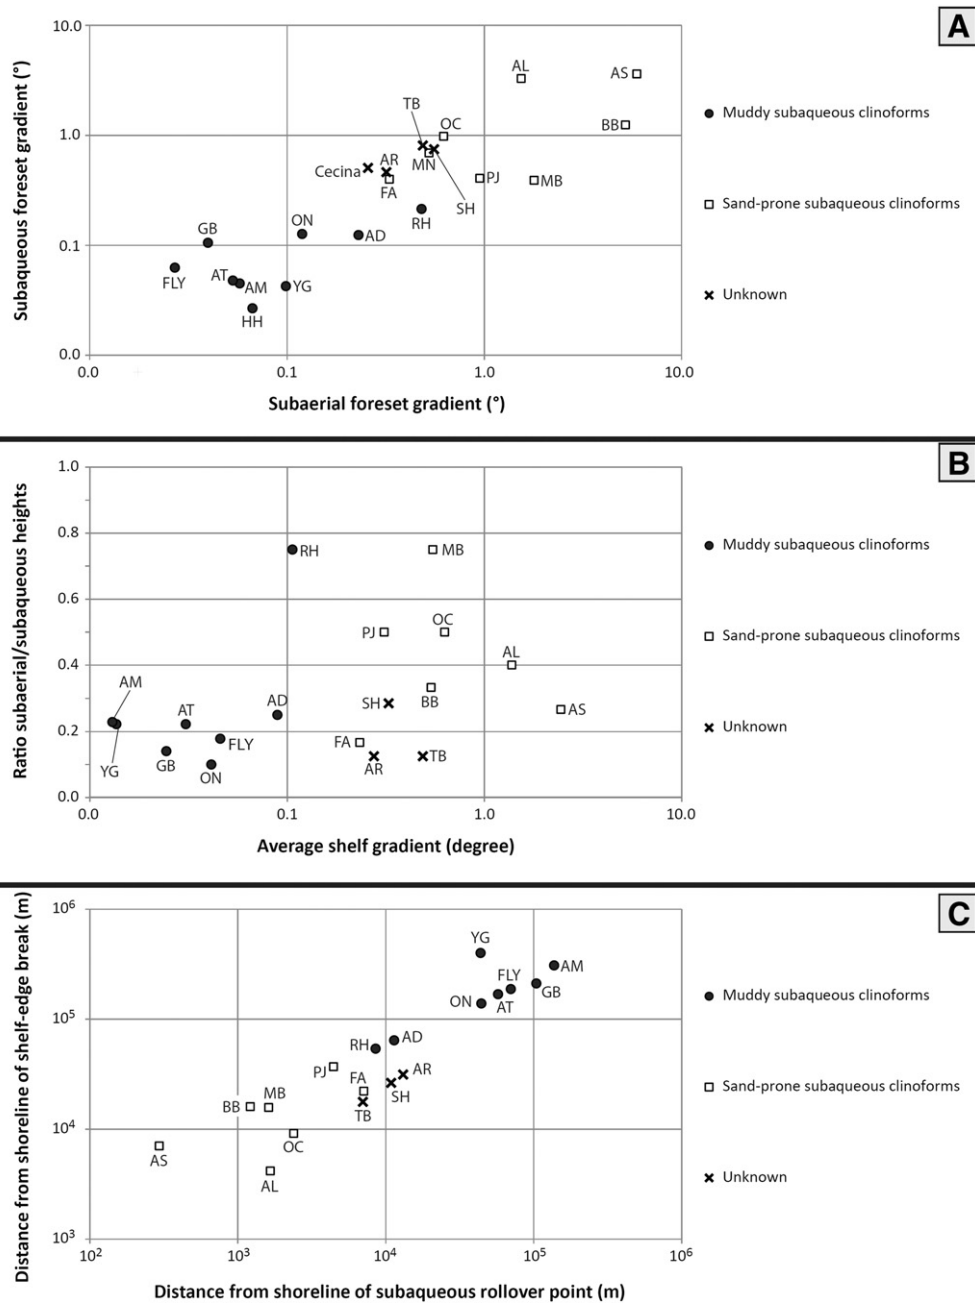 A
10.0
1.0
0.1
0.0
Subaqueous foreset gradient (°)
AL
AS
TB
OC
BB
Cecina
AR
MN
FA
PJ
MB
SH
RH
ON
AD
GB
FLY
AT
AM
YG
HH
0.0 0.1 1.0 10.0
Subaerial foreset gradient (°)
Muddy subaqueous clinoforms
Sand-prone subaqueous clinoforms
Unknown
B
1.0
0.8
0.6
0.4
0.2
0.0
Ratio subaerial/subaqueous heights
RH
MB
PJ
OC
AL
AM
SH
BB
AS
AT
AD
YG
GB
FLY
ON
FA
AR
TB
0.0 0.1 1.0 10.0
Average shelf gradient (degree)
Muddy subaqueous clinoforms
Sand-prone subaqueous clinoforms
Unknown
C
10⁶
10⁵
10⁴
10³
Distance from shoreline of shelf-edge break (m)
YG
AM
FLY
GB
ON
AT
RH
AD
PJ
FA
AR
SH
TB
BB
MB
OC
AS
AL
10² 10³ 10⁴ 10⁵ 10⁶
Distance from shoreline of subaqueous rollover point (m)
Muddy subaqueous clinoforms
Sand-prone subaqueous clinoforms
Unknown